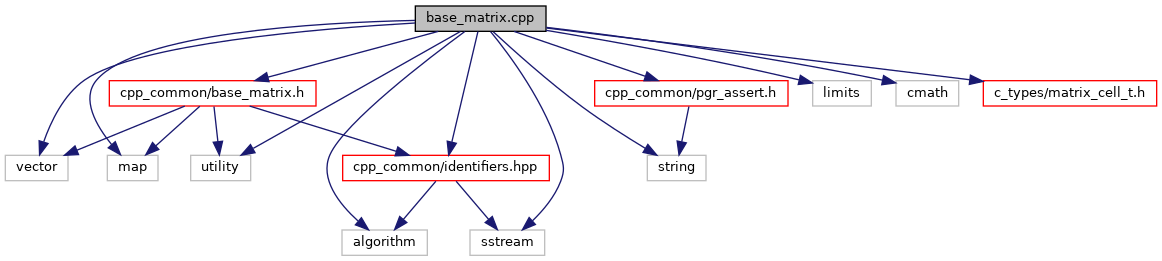 base_matrix.cpp
cpp_common/base_matrix.h
cpp_common/pgr_assert.h
limits
cmath
c_types/matrix_cell_t.h
vector
map
utility
cpp_common/identifiers.hpp
string
algorithm
sstream